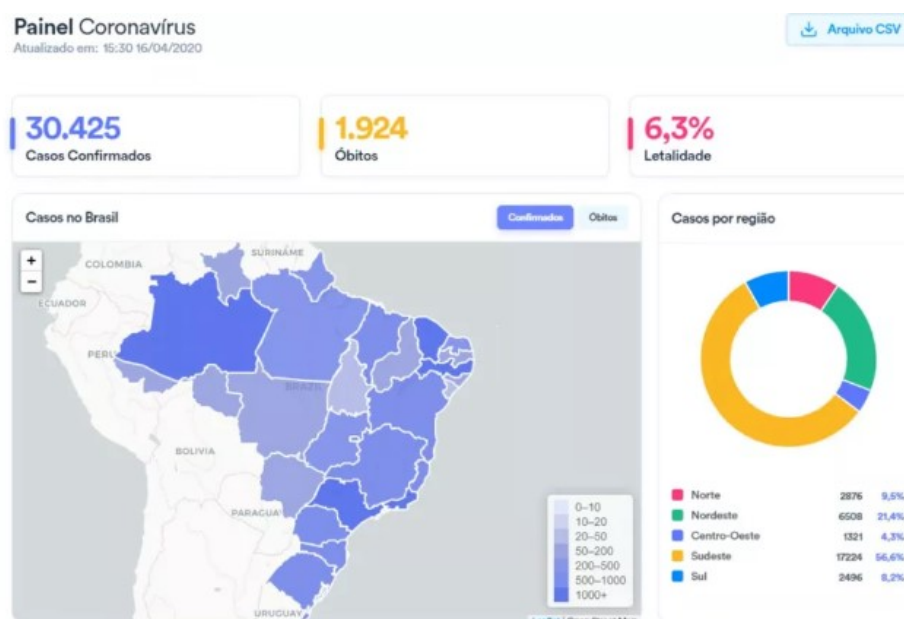 Painel Coronavírus
Atualizado em: 15:30 16/04/2020
Arquivo CSV
30.425
Casos Confirmados
1.924
Óbitos
6,3%
Letalidade
Casos no Brasil
Confirmados
Óbitos
Casos por região
+
−
COLOMBIA
SURINAME
ECUADOR
PERU
BRAZIL
BOLIVIA
PARAGUAY
URUGUAY
0–10
10–20
20–50
50–200
200–500
500–1000
1000+
Norte 2876 9,5%
Nordeste 6508 21,4%
Centro-Oeste 1321 4,3%
Sudeste 17224 56,6%
Sul 2496 8,2%